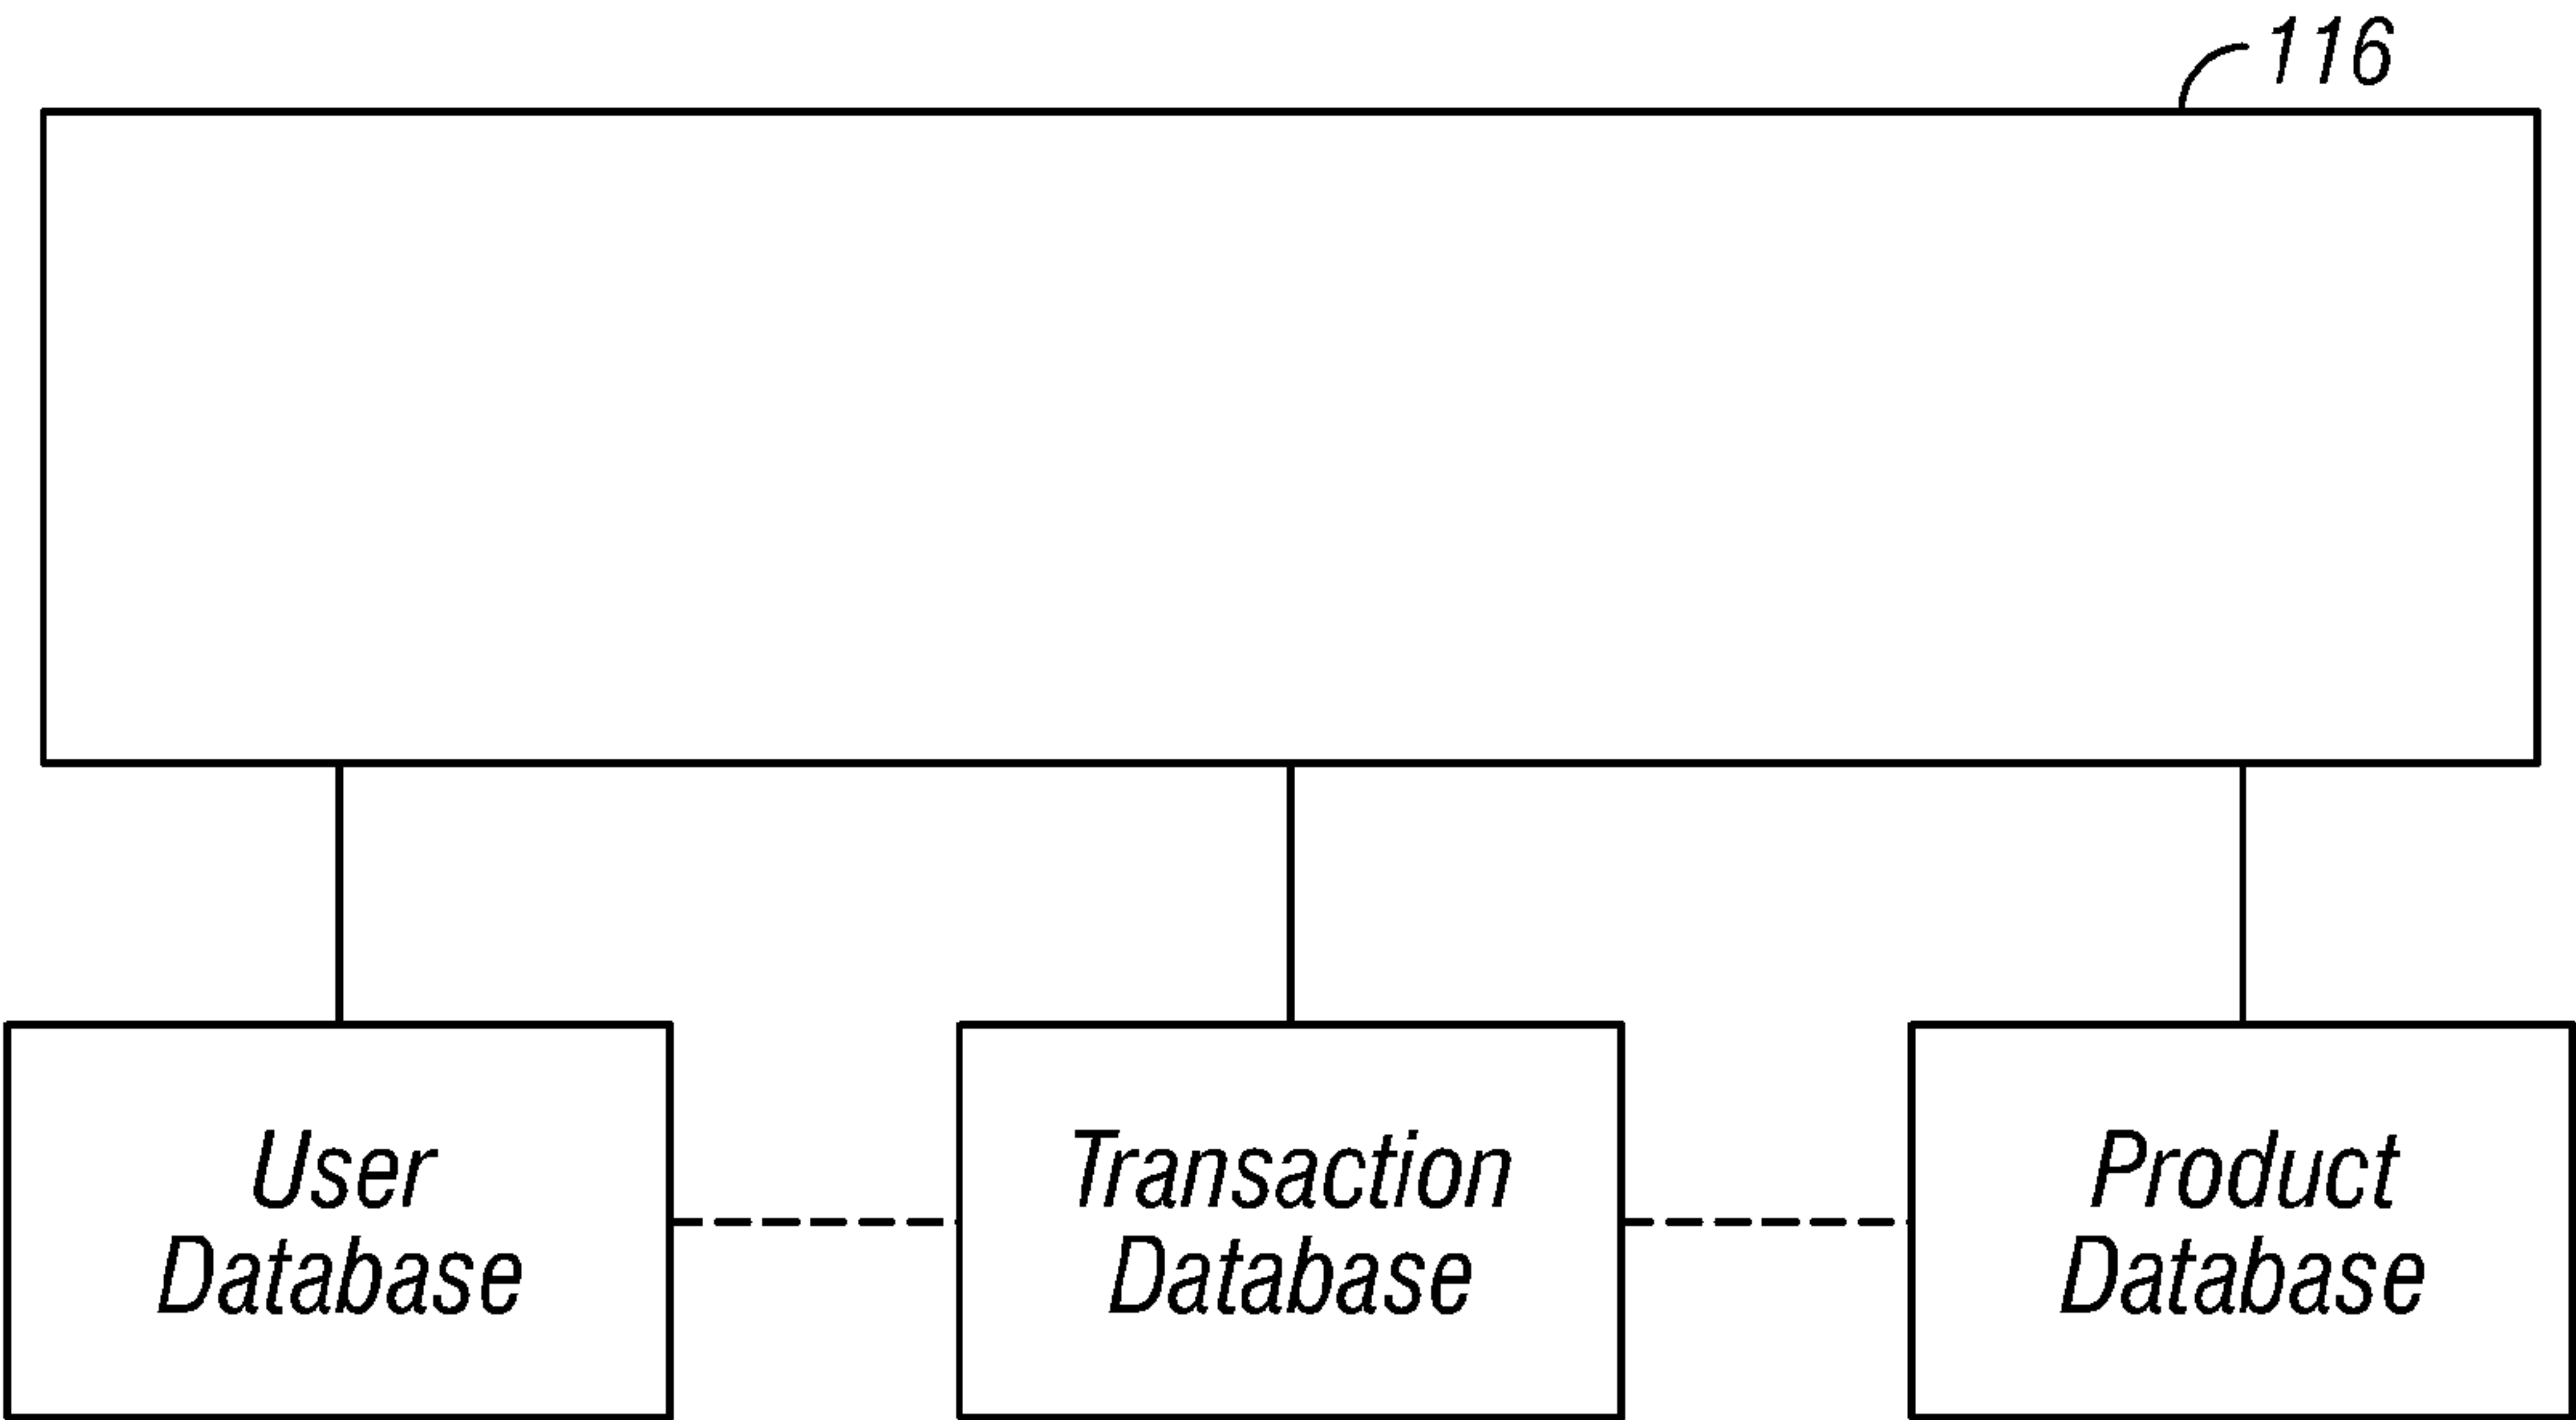 116
User
Database
Transaction
Database
Product
Database